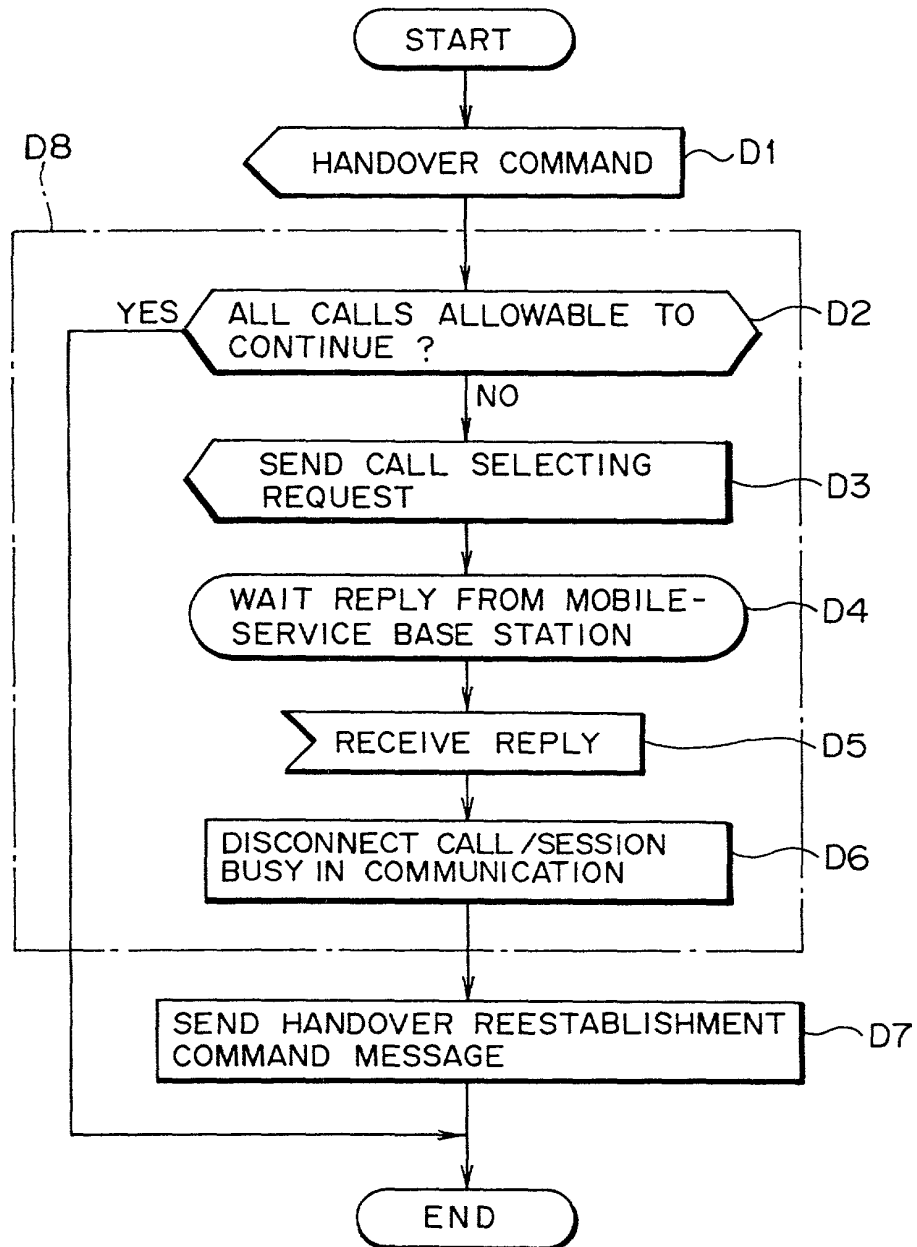 START
HANDOVER COMMAND
D1
D8
YES
ALL CALLS ALLOWABLE TO
CONTINUE ?
D2
NO
SEND CALL SELECTING
REQUEST
D3
WAIT REPLY FROM MOBILE-
SERVICE BASE STATION
D4
RECEIVE REPLY
D5
DISCONNECT CALL/SESSION
BUSY IN COMMUNICATION
D6
SEND HANDOVER REESTABLISHMENT
COMMAND MESSAGE
D7
END